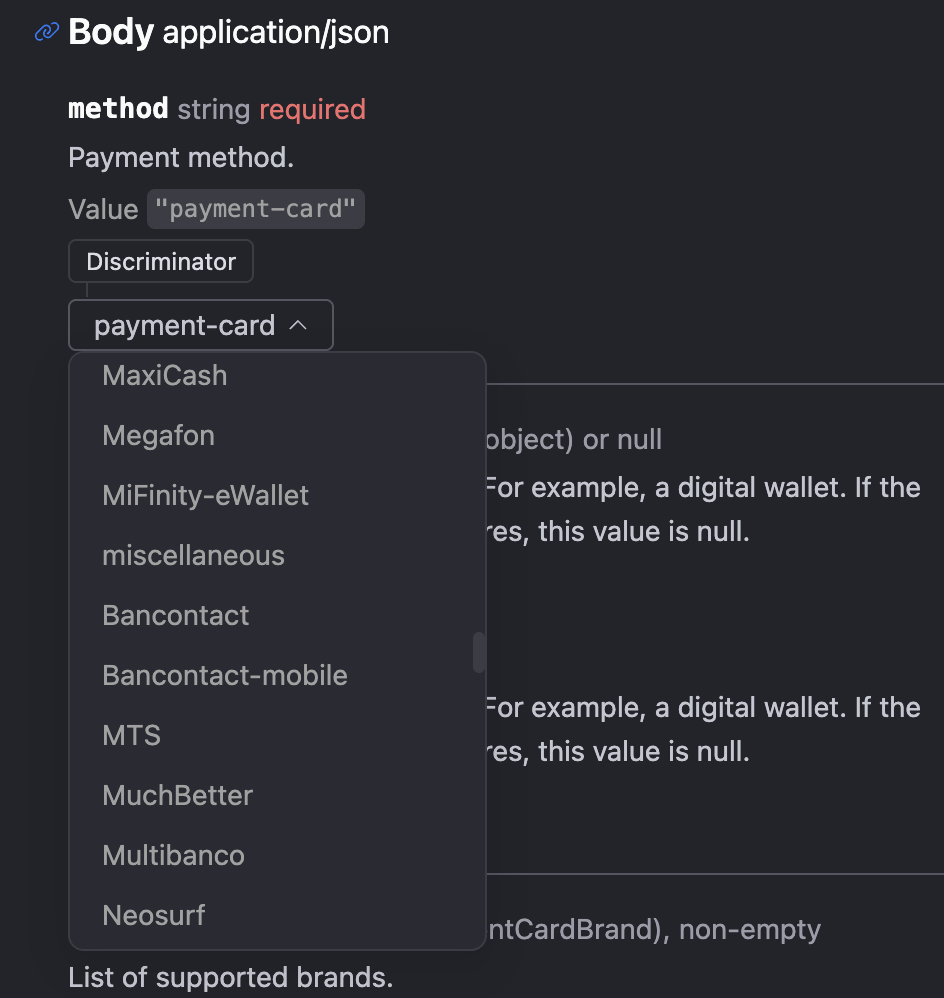 Body application/json
method string required
Payment method.
Value "payment-card"
Discriminator
payment-card
MaxiCash
Megafon
object) or null
MiFinity-eWallet
For example, a digital wallet. If the
res, this value is null.
miscellaneous
Bancontact
Bancontact-mobile
For example, a digital wallet. If the
MTS
res, this value is null.
MuchBetter
Multibanco
Neosurf
ntCardBrand), non-empty
List of supported brands.